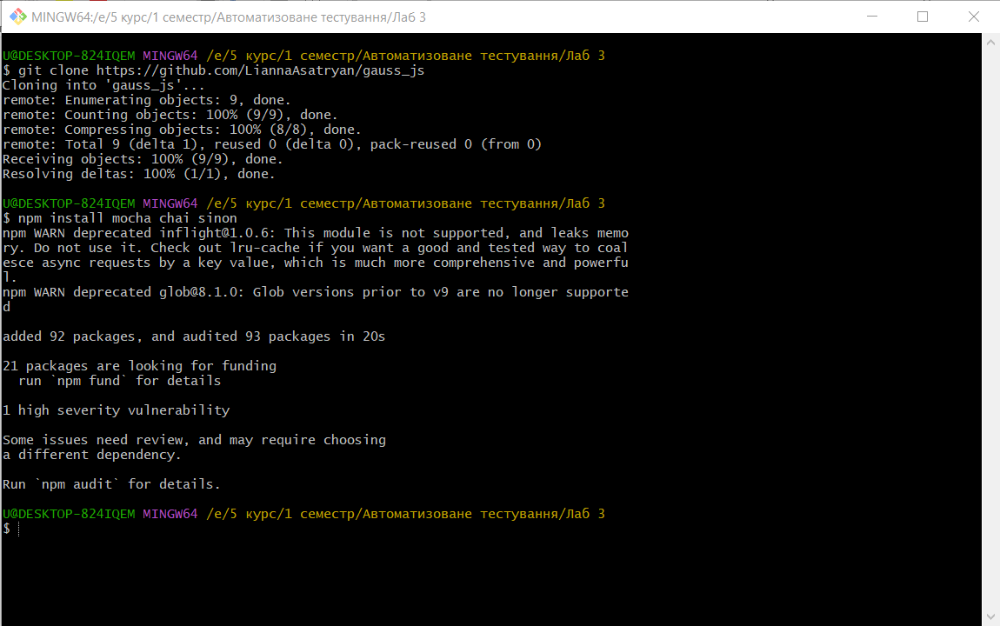 MINGW64:/e/5 курс/1 семестр/Автоматизоване тестування/Лаб 3
U@DESKTOP-824IQEM MINGW64 /e/5 курс/1 семестр/Автоматизоване тестування/Лаб 3
$ git clone https://github.com/LiannaAsatryan/gauss_js
Cloning into 'gauss_js'...
remote: Enumerating objects: 9, done.
remote: Counting objects: 100% (9/9), done.
remote: Compressing objects: 100% (8/8), done.
remote: Total 9 (delta 1), reused 0 (delta 0), pack-reused 0 (from 0)
Receiving objects: 100% (9/9), done.
Resolving deltas: 100% (1/1), done.
U@DESKTOP-824IQEM MINGW64 /e/5 курс/1 семестр/Автоматизоване тестування/Лаб 3
$ npm install mocha chai sinon
npm WARN deprecated inflight@1.0.6: This module is not supported, and leaks memo
ry. Do not use it. Check out lru-cache if you want a good and tested way to coal
esce async requests by a key value, which is much more comprehensive and powerfu
l.
npm WARN deprecated glob@8.1.0: Glob versions prior to v9 are no longer supporte
d
added 92 packages, and audited 93 packages in 20s
21 packages are looking for funding
  run `npm fund` for details
1 high severity vulnerability
Some issues need review, and may require choosing
a different dependency.
Run `npm audit` for details.
U@DESKTOP-824IQEM MINGW64 /e/5 курс/1 семестр/Автоматизоване тестування/Лаб 3
$